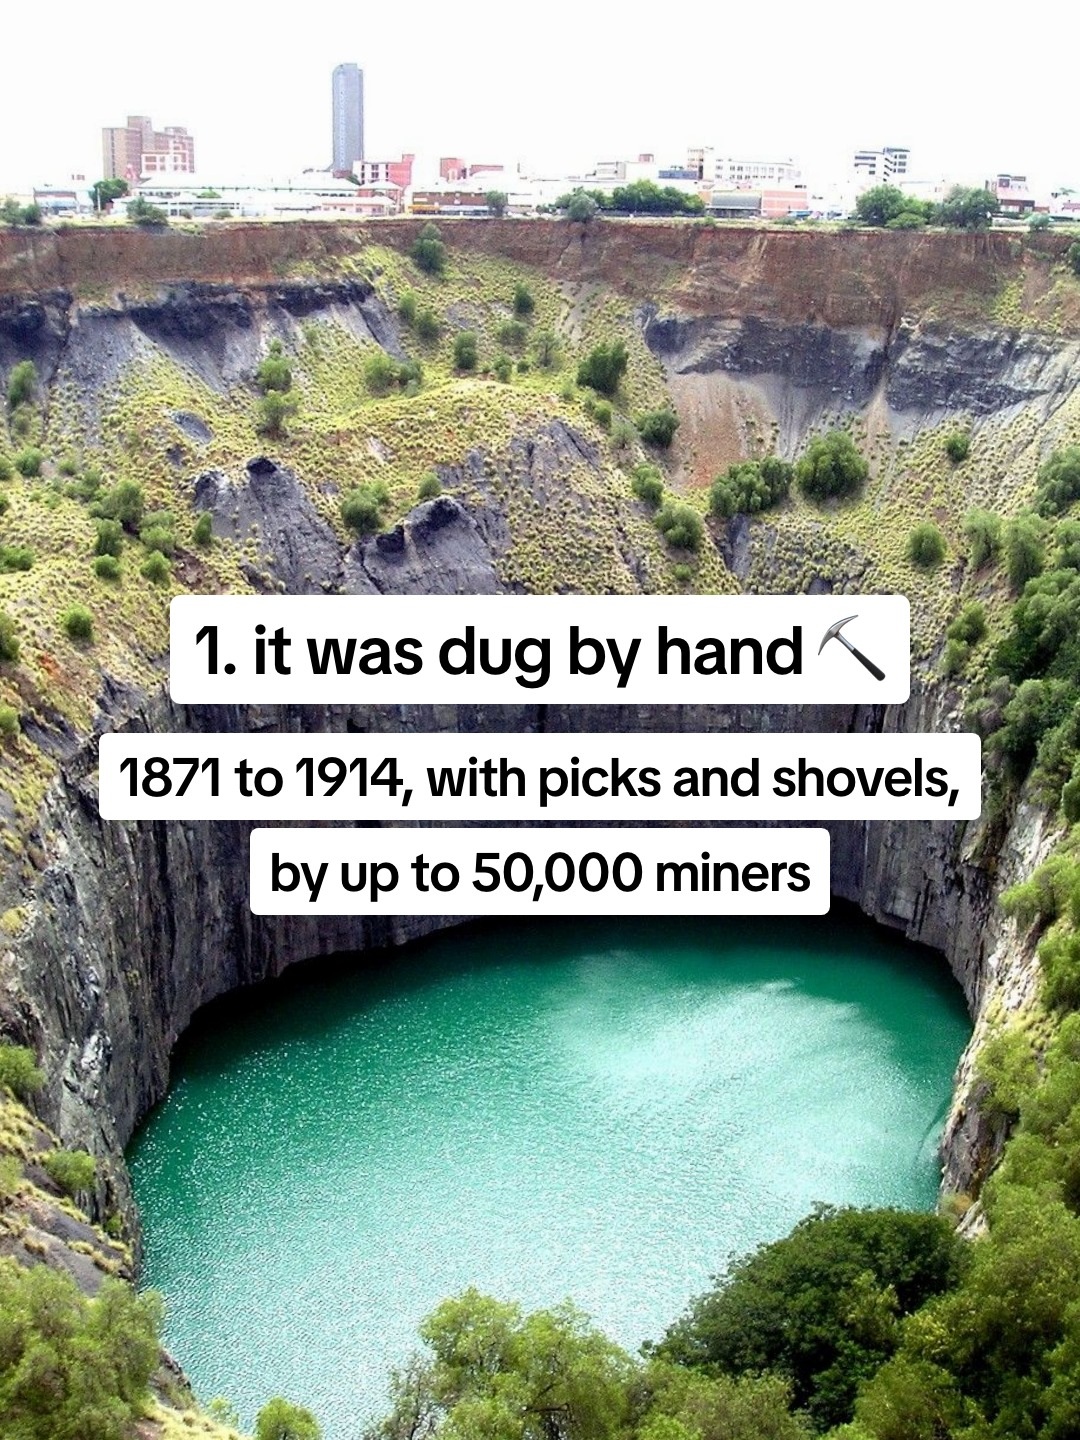 1. it was dug by hand ⛏️
1871 to 1914, with picks and shovels,
by up to 50,000 miners